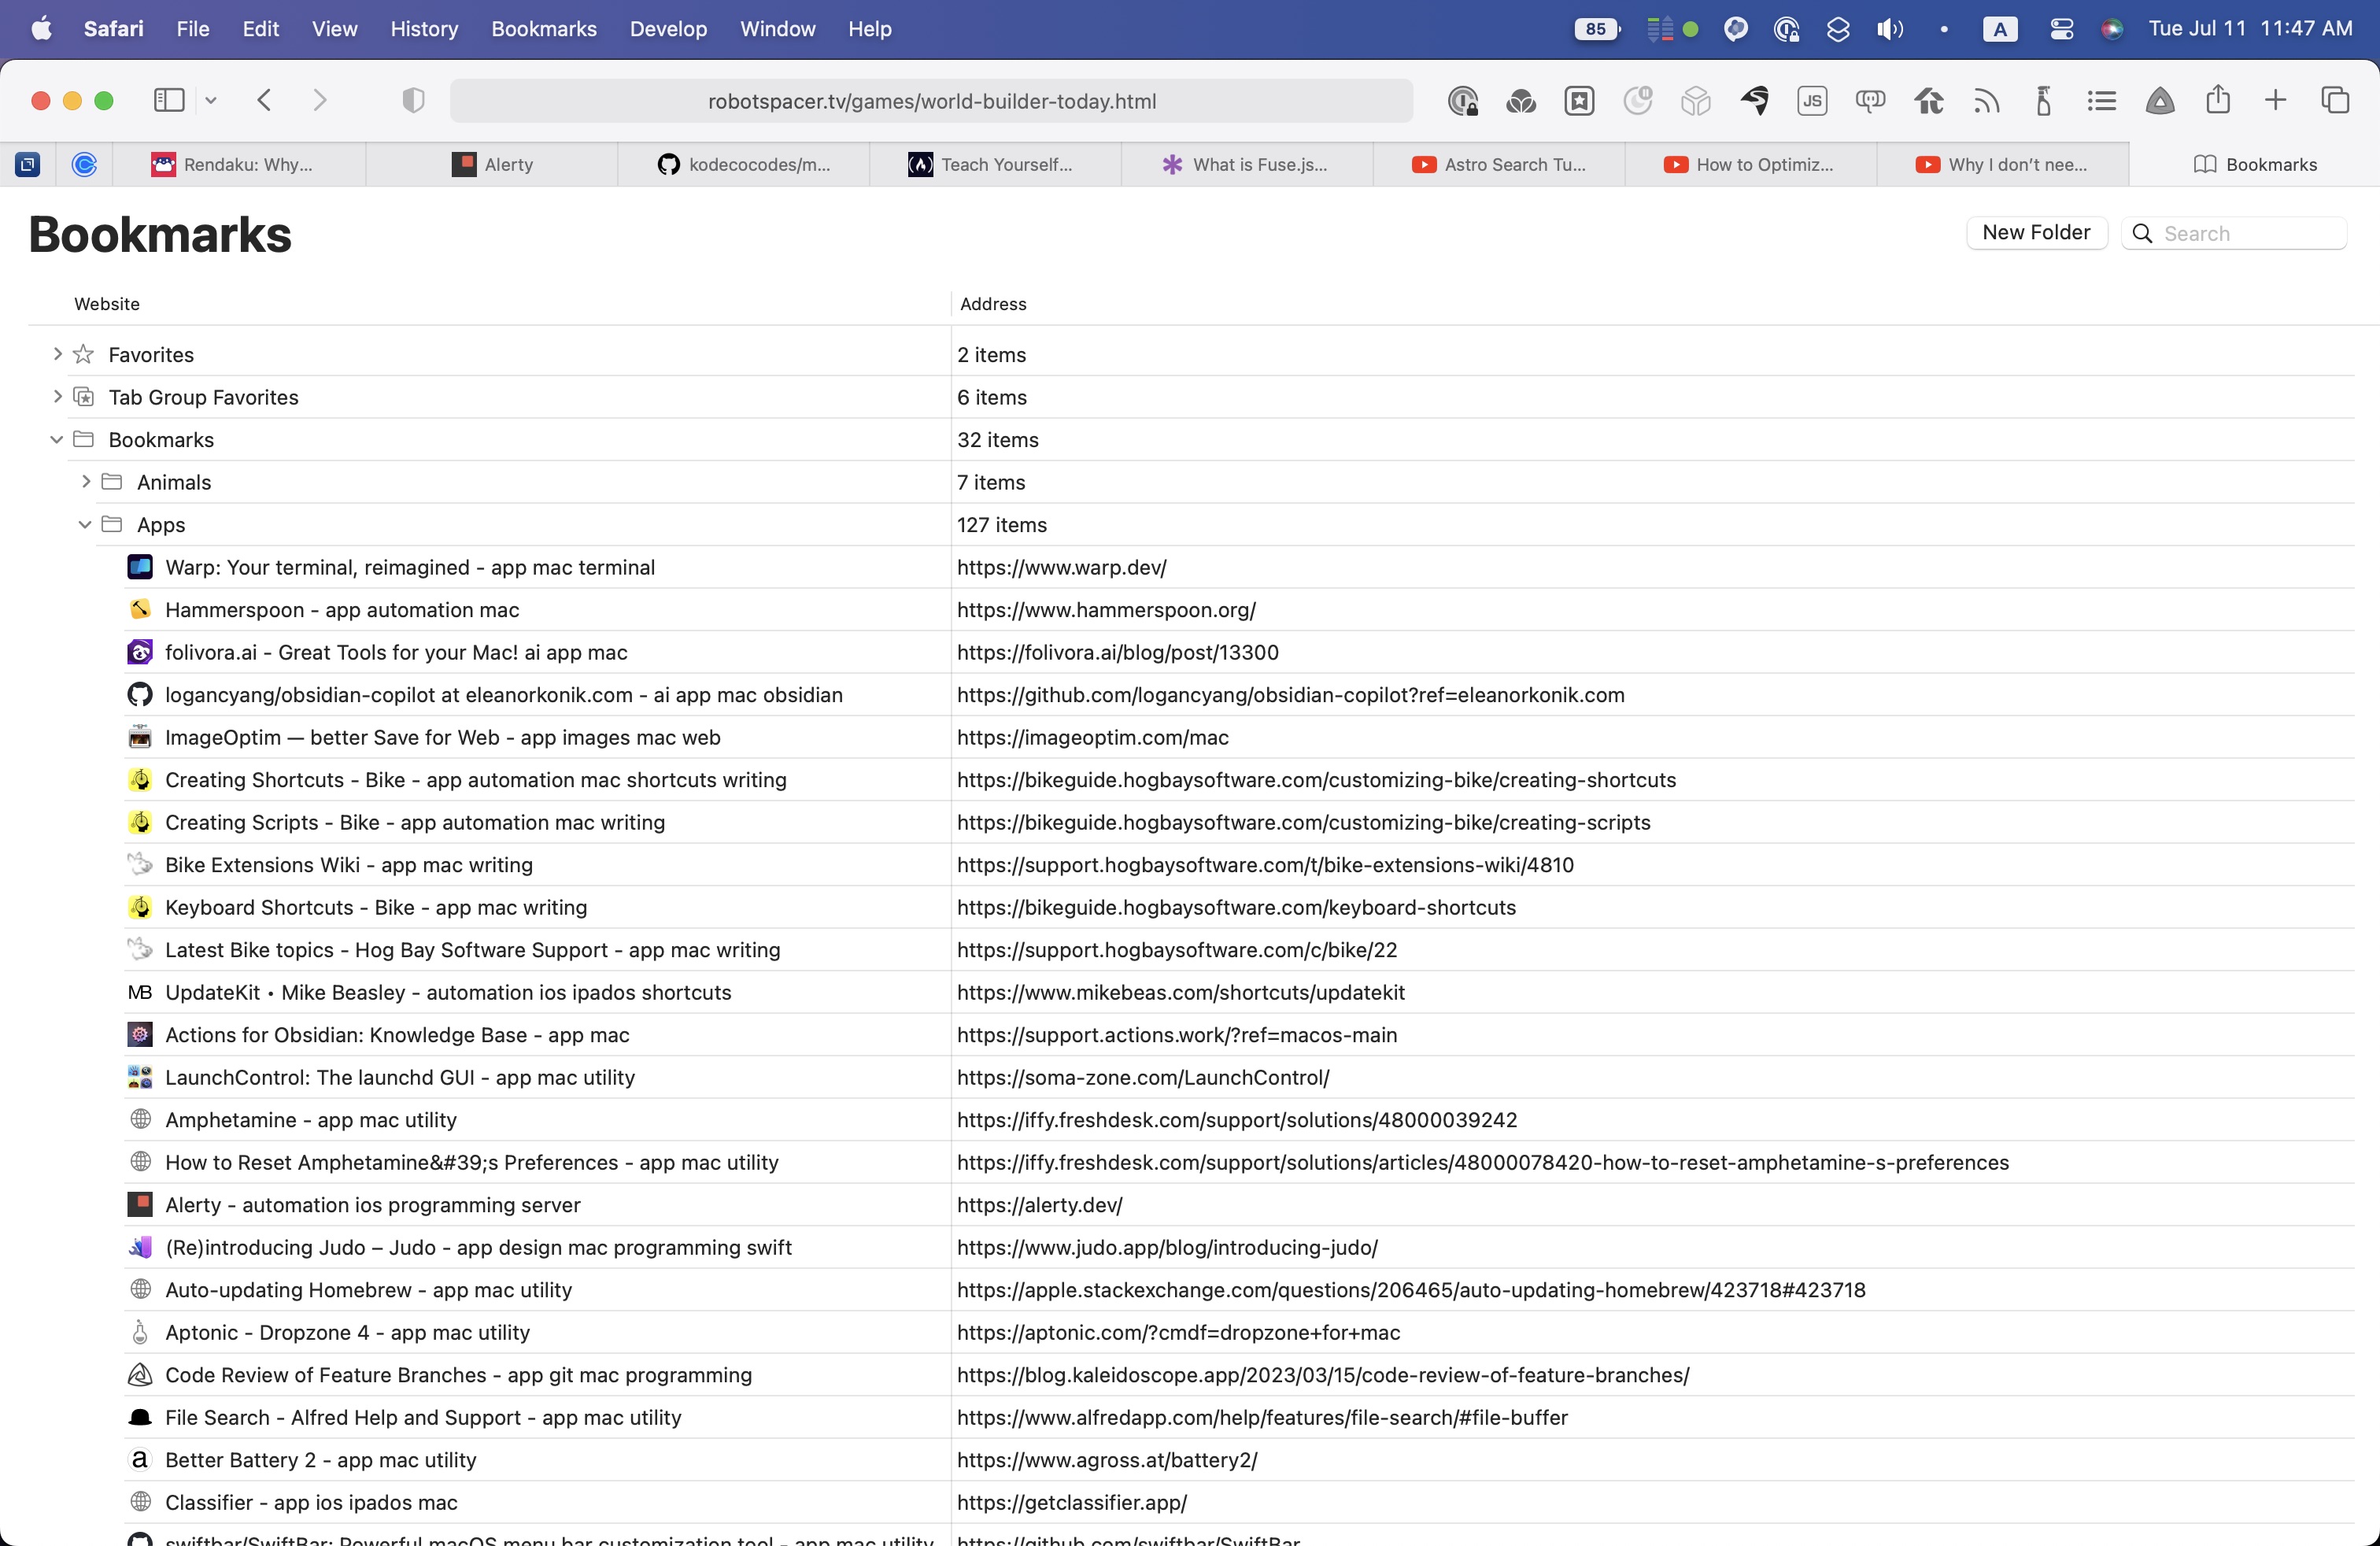 Safari File Edit View History Bookmarks Develop Window Help 85 A Tue Jul 11 11:47 AM
robotspacer.tv/games/world-builder-today.html JS
Rendaku: Why... Alerty kodecocodes/m... Teach Yourself... What is Fuse.js... Astro Search Tu... How to Optimiz... Why I don't nee... Bookmarks
Bookmarks New Folder Search
Website Address
Favorites 2 items
Tab Group Favorites 6 items
Bookmarks 32 items
Animals 7 items
Apps 127 items
Warp: Your terminal, reimagined - app mac terminal https://www.warp.dev/
Hammerspoon - app automation mac https://www.hammerspoon.org/
folivora.ai - Great Tools for your Mac! ai app mac https://folivora.ai/blog/post/13300
logancyang/obsidian-copilot at eleanorkonik.com - ai app mac obsidian https://github.com/logancyang/obsidian-copilot?ref=eleanorkonik.com
ImageOptim — better Save for Web - app images mac web https://imageoptim.com/mac
Creating Shortcuts - Bike - app automation mac shortcuts writing https://bikeguide.hogbaysoftware.com/customizing-bike/creating-shortcuts
Creating Scripts - Bike - app automation mac writing https://bikeguide.hogbaysoftware.com/customizing-bike/creating-scripts
Bike Extensions Wiki - app mac writing https://support.hogbaysoftware.com/t/bike-extensions-wiki/4810
Keyboard Shortcuts - Bike - app mac writing https://bikeguide.hogbaysoftware.com/keyboard-shortcuts
Latest Bike topics - Hog Bay Software Support - app mac writing https://support.hogbaysoftware.com/c/bike/22
MB UpdateKit • Mike Beasley - automation ios ipados shortcuts https://www.mikebeas.com/shortcuts/updatekit
Actions for Obsidian: Knowledge Base - app mac https://support.actions.work/?ref=macos-main
LaunchControl: The launchd GUI - app mac utility https://soma-zone.com/LaunchControl/
Amphetamine - app mac utility https://iffy.freshdesk.com/support/solutions/48000039242
How to Reset Amphetamine&#39;s Preferences - app mac utility https://iffy.freshdesk.com/support/solutions/articles/48000078420-how-to-reset-amphetamine-s-preferences
Alerty - automation ios programming server https://alerty.dev/
(Re)introducing Judo – Judo - app design mac programming swift https://www.judo.app/blog/introducing-judo/
Auto-updating Homebrew - app mac utility https://apple.stackexchange.com/questions/206465/auto-updating-homebrew/423718#423718
Aptonic - Dropzone 4 - app mac utility https://aptonic.com/?cmdf=dropzone+for+mac
Code Review of Feature Branches - app git mac programming https://blog.kaleidoscope.app/2023/03/15/code-review-of-feature-branches/
File Search - Alfred Help and Support - app mac utility https://www.alfredapp.com/help/features/file-search/#file-buffer
a Better Battery 2 - app mac utility https://www.agross.at/battery2/
Classifier - app ios ipados mac https://getclassifier.app/
swiftbar/SwiftBar: Powerful macOS menu bar customization tool - app mac utility https://github.com/swiftbar/SwiftBar